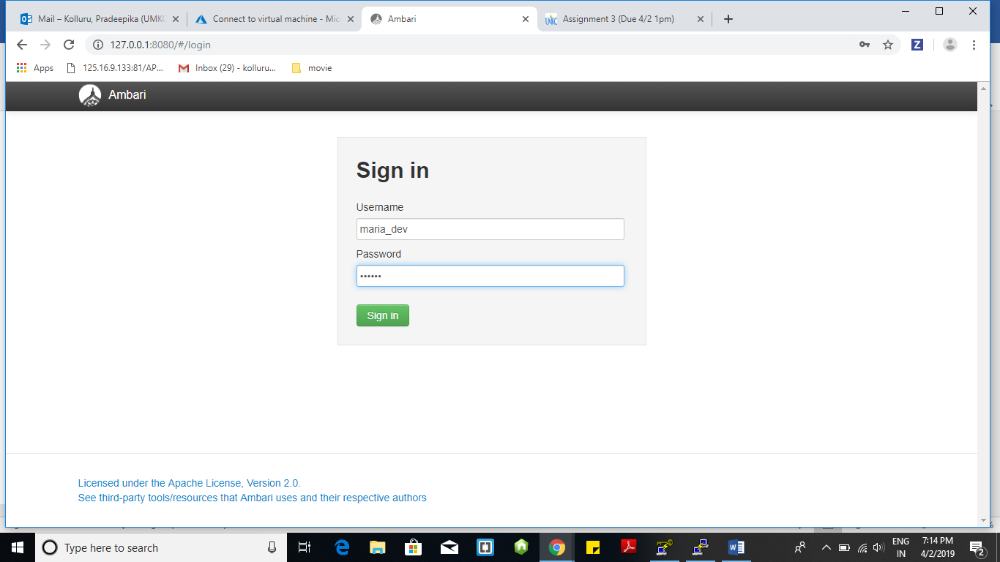 Mail – Kolluru, Pradeepika (UMKC
Connect to virtual machine - Mic
Ambari
Assignment 3 (Due 4/2 1pm)
127.0.0.1:8080/#/login
Apps
125.16.9.133:81/AP...
Inbox (29) - kolluru...
movie
Ambari
Sign in
Username
maria_dev
Password
••••••
Sign in
Licensed under the Apache License, Version 2.0.
See third-party tools/resources that Ambari uses and their respective authors
Type here to search
ENG
IN
7:14 PM
4/2/2019
2